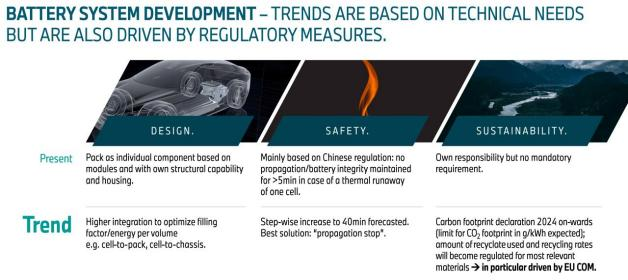 BATTERY SYSTEM DEVELOPMENT – TRENDS ARE BASED ON TECHNICAL NEEDS
BUT ARE ALSO DRIVEN BY REGULATORY MEASURES.
DESIGN.
SAFETY.
SUSTAINABILITY.
Present
Pack as individual component based on
modules and with own structural capability
and housing.
Mainly based on Chinese regulation: no
propagation/battery integrity maintained
for >5min in case of a thermal runaway
of one cell.
Own responsibility but no mandatory
requirement.
Trend
Higher integration to optimize filling
factor/energy per volume
e.g. cell-to-pack, cell-to-chassis.
Step-wise increase to 40min forecasted.
Best solution: "propagation stop".
Carbon footprint declaration 2024 on-wards
(limit for CO₂ footprint in g/kWh expected);
amount of recyclate used and recycling rates
will become regulated for most relevant
materials → in particular driven by EU COM.